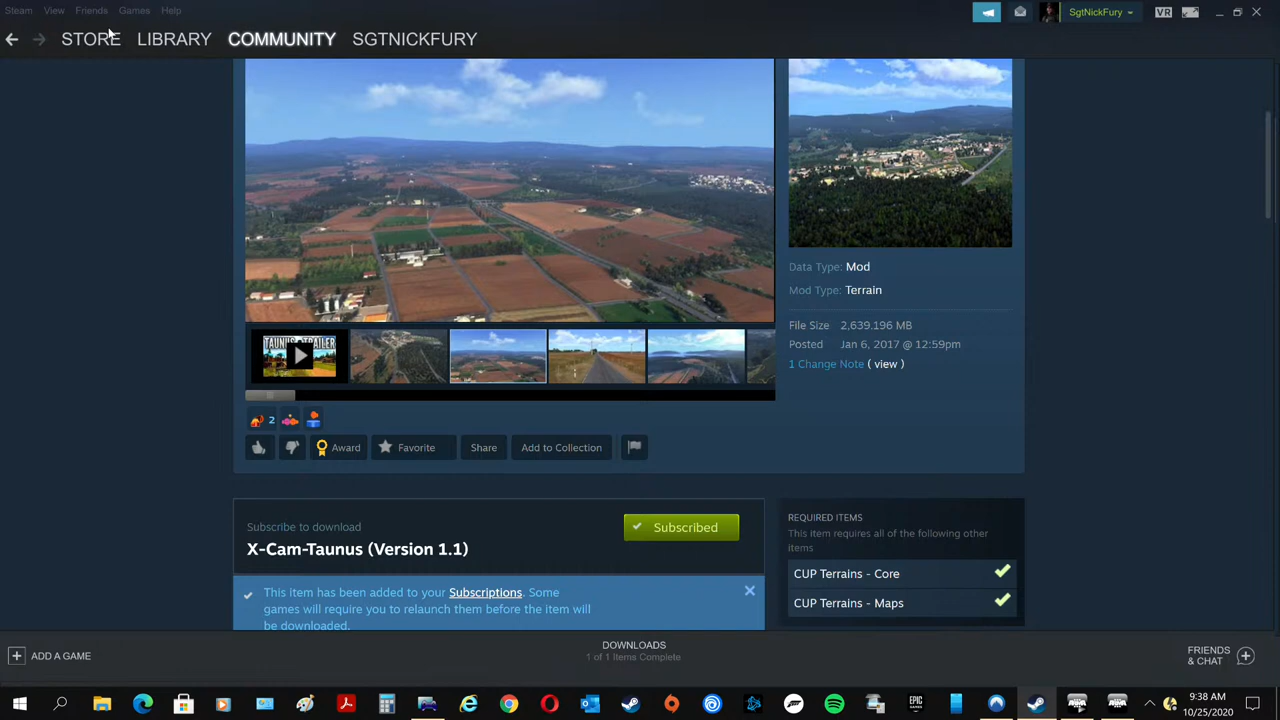 Steam View Friends Games Help
SgtNickFury
VR
STORE LIBRARY COMMUNITY SGTNICKFURY
Data Type: Mod
Mod Type: Terrain
File Size 2,639.196 MB
Posted Jan 6, 2017 @ 12:59pm
1 Change Note ( view )
TAUNUS TRAILER
2
Award Favorite Share Add to Collection
Subscribe to download
X-Cam-Taunus (Version 1.1)
Subscribed
This item has been added to your Subscriptions. Some
games will require you to relaunch them before the item will
be downloaded.
REQUIRED ITEMS
This item requires all of the following other
items
CUP Terrains - Core
CUP Terrains - Maps
ADD A GAME
DOWNLOADS
1 of 1 Items Complete
FRIENDS
& CHAT
EPIC
GAMES
9:38 AM
10/25/2020